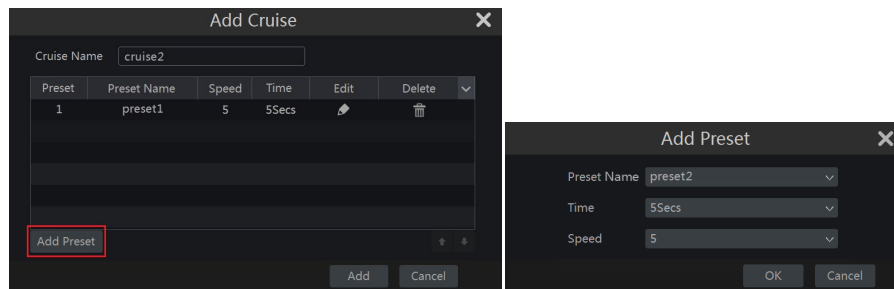 Add Cruise
Cruise Name cruise2
Preset Preset Name Speed Time Edit Delete
1 preset1 5 5Secs
Add Preset
Add Cancel
Add Preset
Preset Name preset2
Time 5Secs
Speed 5
OK Cancel